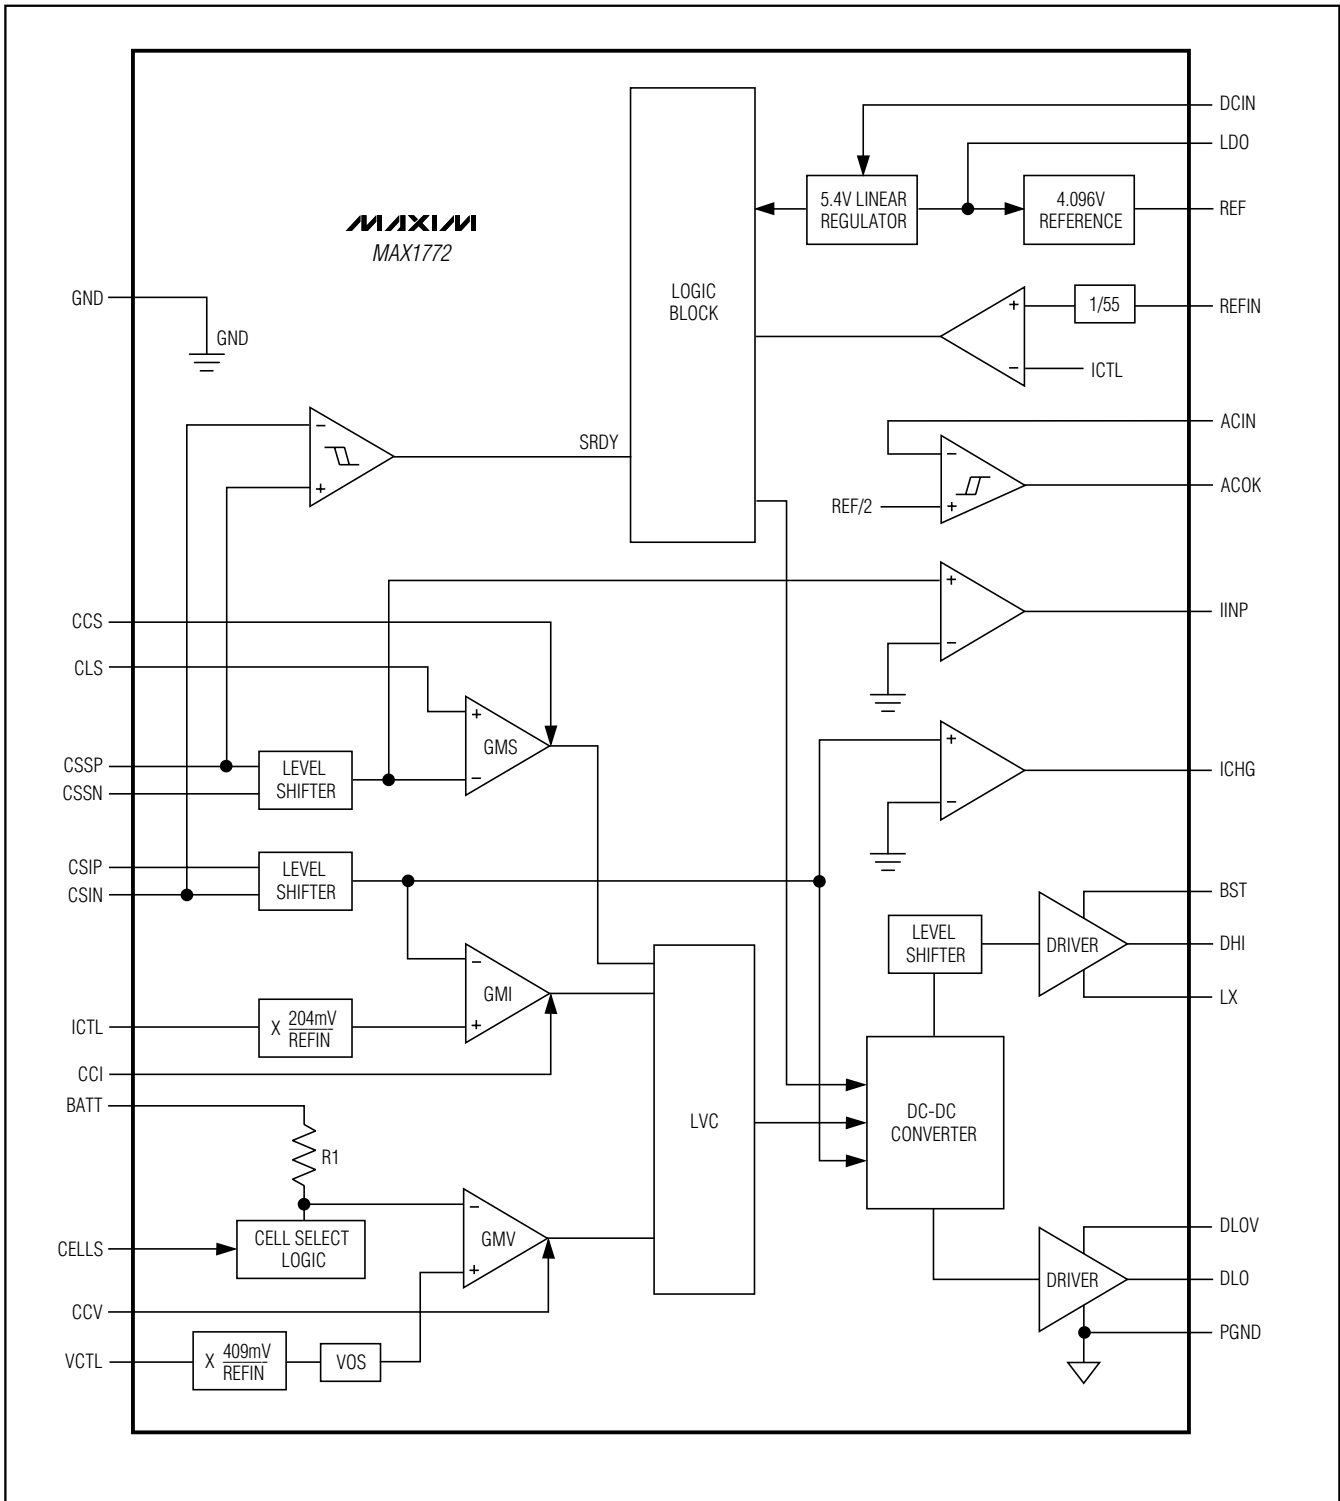 DCIN
LDO
5.4V LINEAR
REGULATOR
4.096V
REFERENCE
REF
MAXIM
MAX1772
LOGIC
BLOCK
GND
GND
+
1/55
REFIN
−
ICTL
−
+
SRDY
ACIN
−
REF/2
+
ACOK
+
−
IINP
CCS
CLS
+
GMS
−
CSSP
CSSN
LEVEL
SHIFTER
+
−
ICHG
CSIP
CSIN
LEVEL
SHIFTER
BST
LEVEL
SHIFTER
DRIVER
DHI
LX
−
GMI
+
ICTL
X 204mV
REFIN
CCI
BATT
R1
LVC
DC-DC
CONVERTER
CELLS
CELL SELECT
LOGIC
−
GMV
+
DLOV
DRIVER
DLO
PGND
CCV
VCTL
X 409mV
REFIN
VOS